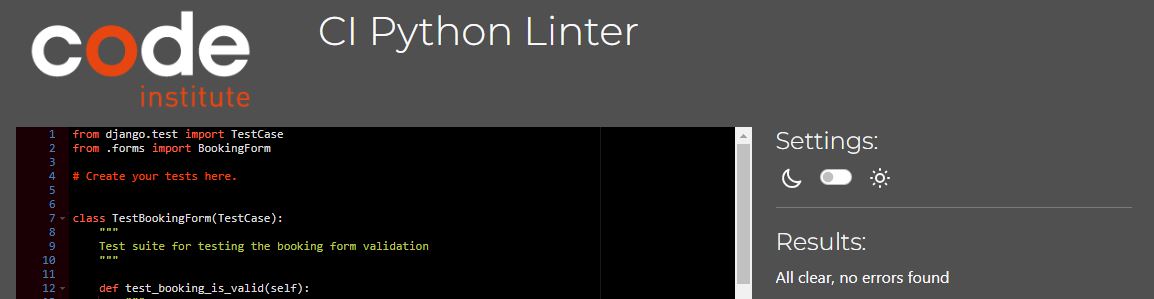 code
institute
CI Python Linter
1 from django.test import TestCase
2 from .forms import BookingForm
3
4 # Create your tests here.
5
6
7 class TestBookingForm(TestCase):
8 """
9 Test suite for testing the booking form validation
10 """
11
12 def test_booking_is_valid(self):
"""
Settings:
Results:
All clear, no errors found